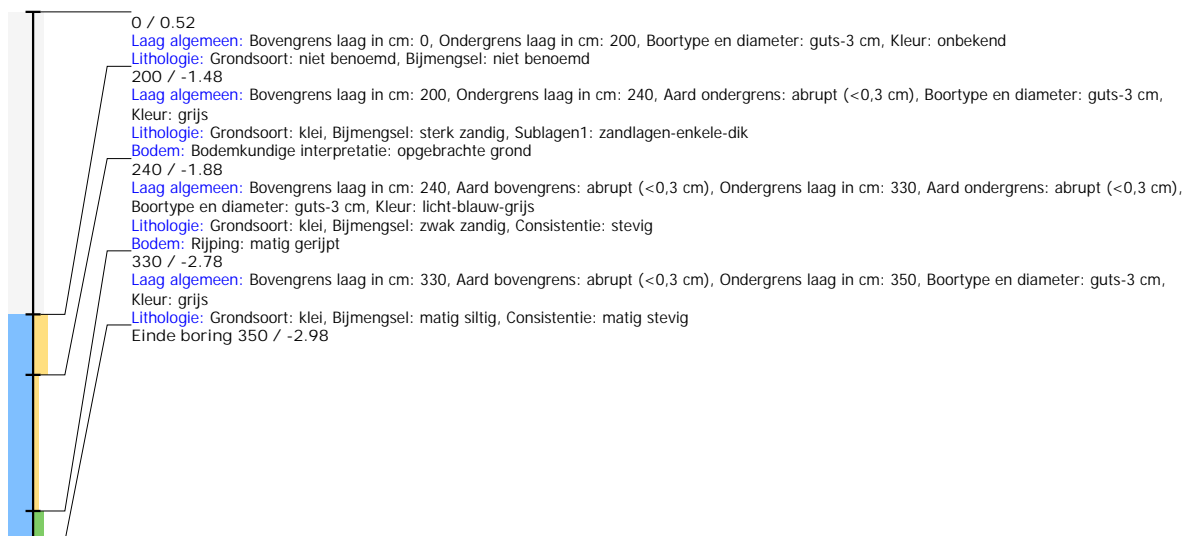 0 / 0.52
Laag algemeen: Bovengrens laag in cm: 0, Ondergrens laag in cm: 200, Boortype en diameter: guts-3 cm, Kleur: onbekend
Lithologie: Grondsoort: niet benoemd, Bijmengsel: niet benoemd
200 / -1.48
Laag algemeen: Bovengrens laag in cm: 200, Ondergrens laag in cm: 240, Aard ondergrens: abrupt (<0,3 cm), Boortype en diameter: guts-3 cm,
Kleur: grijs
Lithologie: Grondsoort: klei, Bijmengsel: sterk zandig, Sublagen1: zandlagen-enkele-dik
Bodem: Bodemkundige interpretatie: opgebrachte grond
240 / -1.88
Laag algemeen: Bovengrens laag in cm: 240, Aard bovengrens: abrupt (<0,3 cm), Ondergrens laag in cm: 330, Aard ondergrens: abrupt (<0,3 cm),
Boortype en diameter: guts-3 cm, Kleur: licht-blauw-grijs
Lithologie: Grondsoort: klei, Bijmengsel: zwak zandig, Consistentie: stevig
Bodem: Rijping: matig gerijpt
330 / -2.78
Laag algemeen: Bovengrens laag in cm: 330, Aard bovengrens: abrupt (<0,3 cm), Ondergrens laag in cm: 350, Boortype en diameter: guts-3 cm,
Kleur: grijs
Lithologie: Grondsoort: klei, Bijmengsel: matig siltig, Consistentie: matig stevig
Einde boring 350 / -2.98